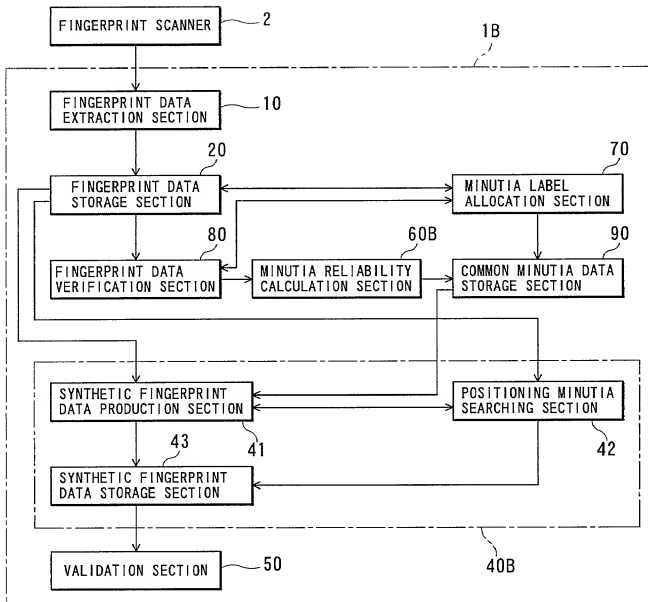 FINGERPRINT SCANNER
2
1B
FINGERPRINT DATA
EXTRACTION SECTION
10
20
FINGERPRINT DATA
STORAGE SECTION
70
MINUTIA LABEL
ALLOCATION SECTION
80
FINGERPRINT DATA
VERIFICATION SECTION
60B
MINUTIA RELIABILITY
CALCULATION SECTION
90
COMMON MINUTIA DATA
STORAGE SECTION
SYNTHETIC FINGERPRINT
DATA PRODUCTION SECTION
41
POSITIONING MINUTIA
SEARCHING SECTION
42
43
SYNTHETIC FINGERPRINT
DATA STORAGE SECTION
VALIDATION SECTION
50
40B